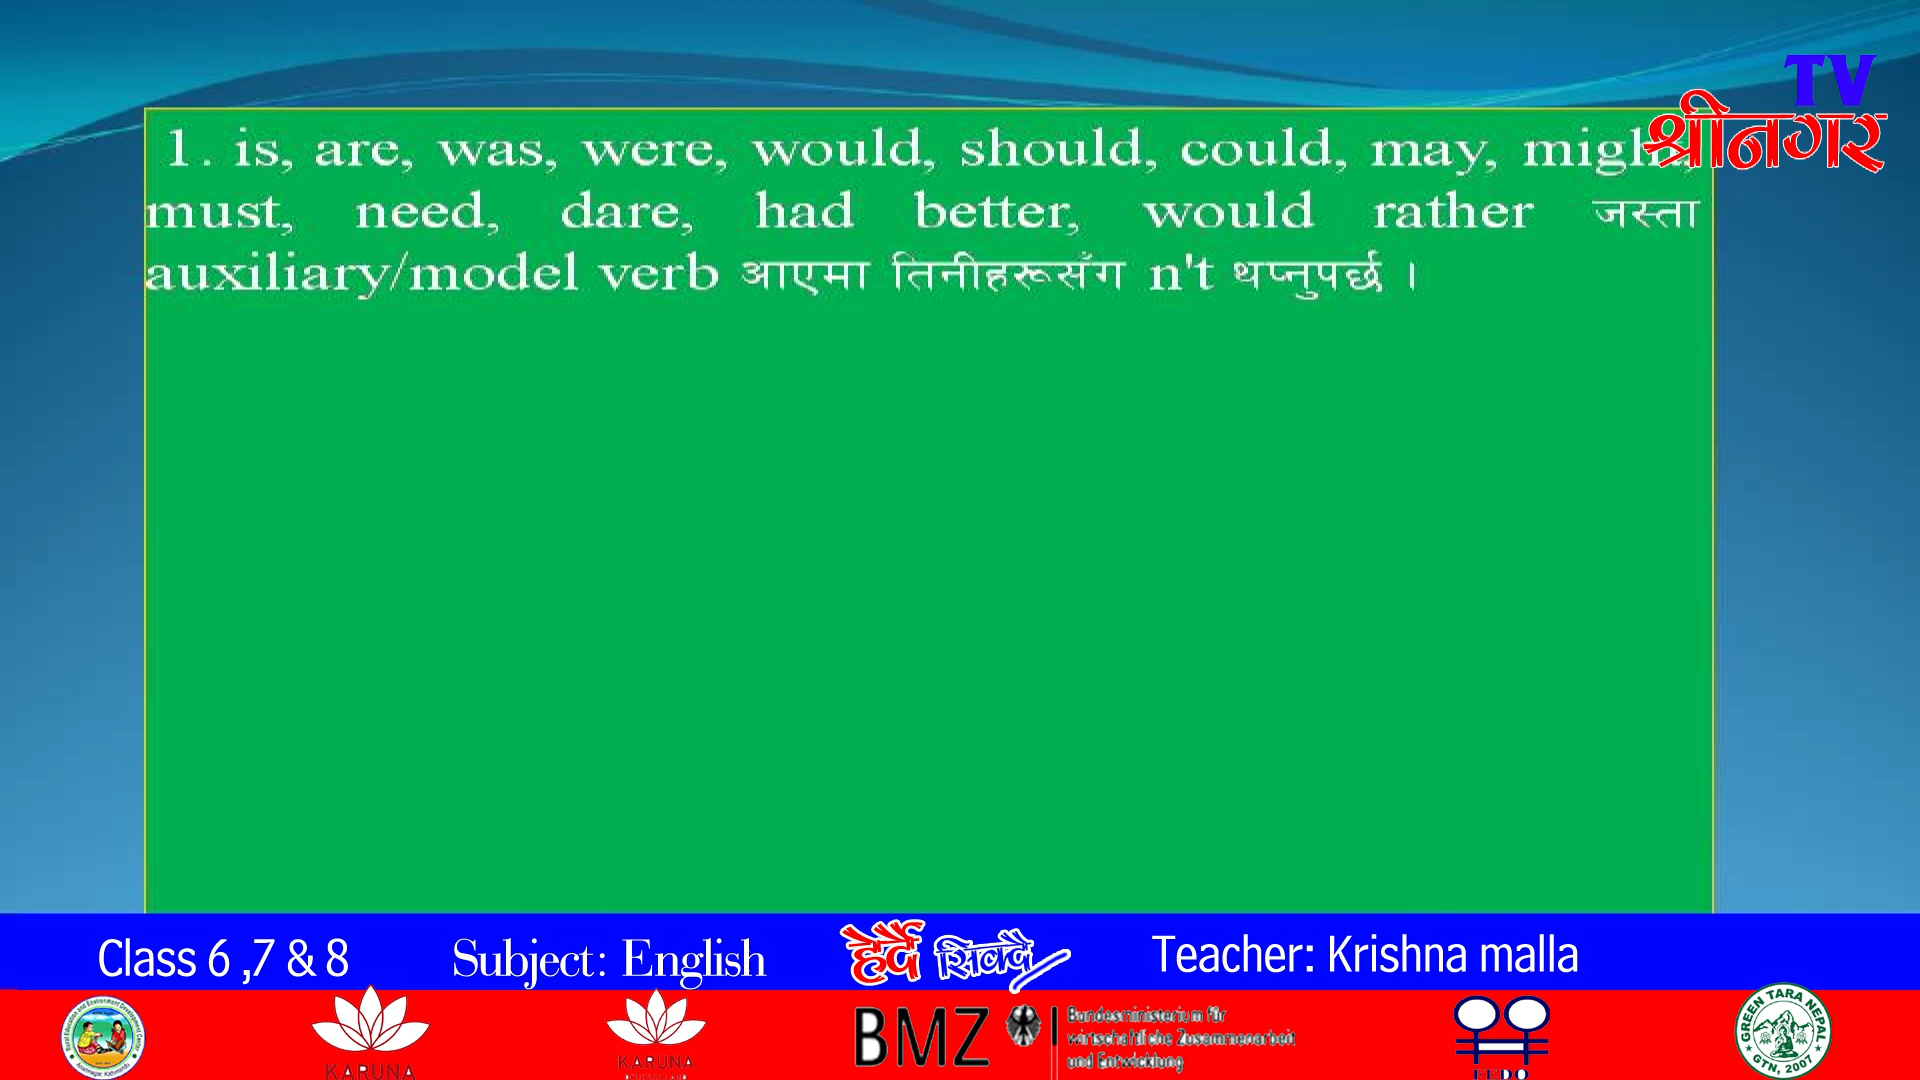 TV
श्रीनगर
1. is, are, was, were, would, should, could, may, might,
must, need, dare, had better, would rather जस्ता
auxiliary/model verb आएमा तिनीहरूसँग n't थप्नुपर्छ ।
Class 6 ,7 & 8 Subject: English हेर्दै सिक्दै Teacher: Krishna malla
KARUNA
KARUNA
BMZ
Bundesministerium für
wirtschaftliche Zusammenarbeit
und Entwicklung
FEDO
GREEN TARA NEPAL
GTN, 2007